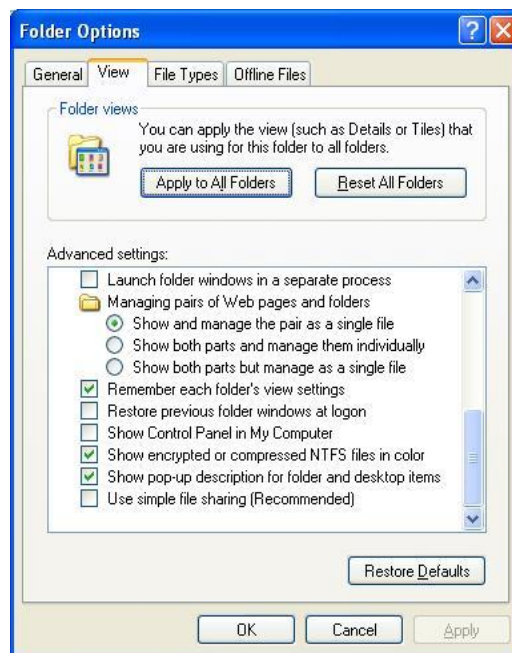 Folder Options
General View File Types Offline Files
Folder views
You can apply the view (such as Details or Tiles) that
you are using for this folder to all folders.
Apply to All Folders Reset All Folders
Advanced settings:
Launch folder windows in a separate process
Managing pairs of Web pages and folders
Show and manage the pair as a single file
Show both parts and manage them individually
Show both parts but manage as a single file
Remember each folder's view settings
Restore previous folder windows at logon
Show Control Panel in My Computer
Show encrypted or compressed NTFS files in color
Show pop-up description for folder and desktop items
Use simple file sharing (Recommended)
Restore Defaults
OK Cancel Apply